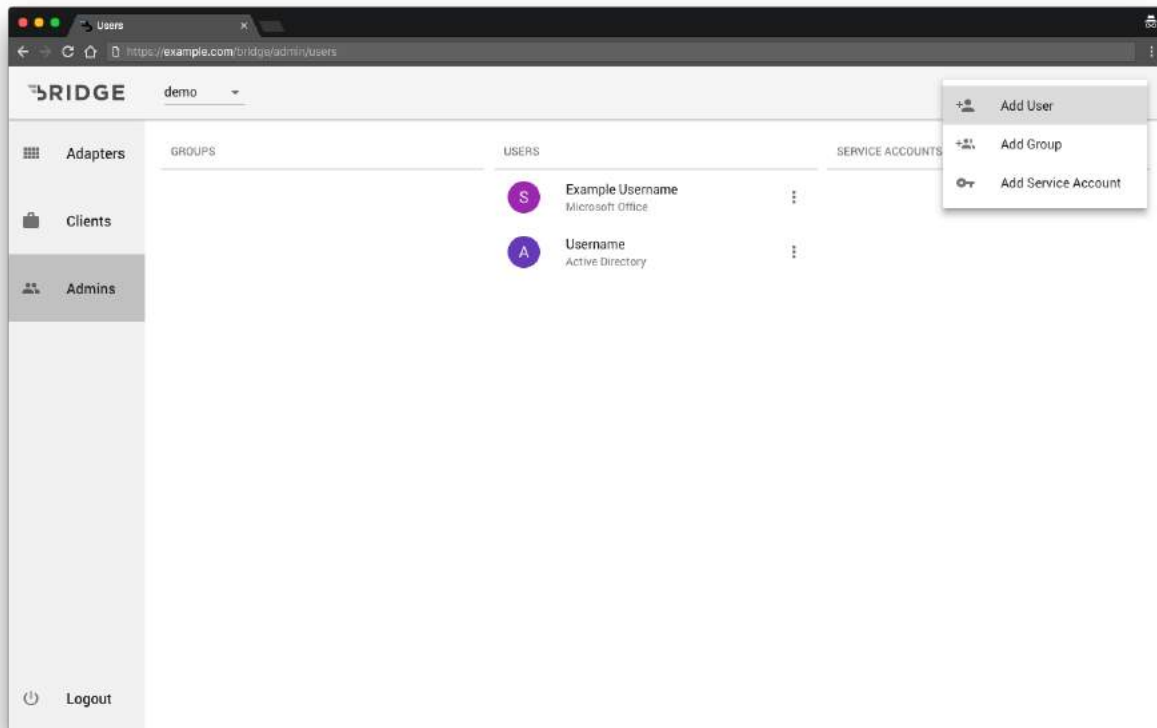 Users
https://example.com/bridge/admin/users
BRIDGE
demo
Add User
Add Group
Add Service Account
Adapters
Clients
Admins
Logout
GROUPS
USERS
SERVICE ACCOUNTS
S
Example Username
Microsoft Office
A
Username
Active Directory